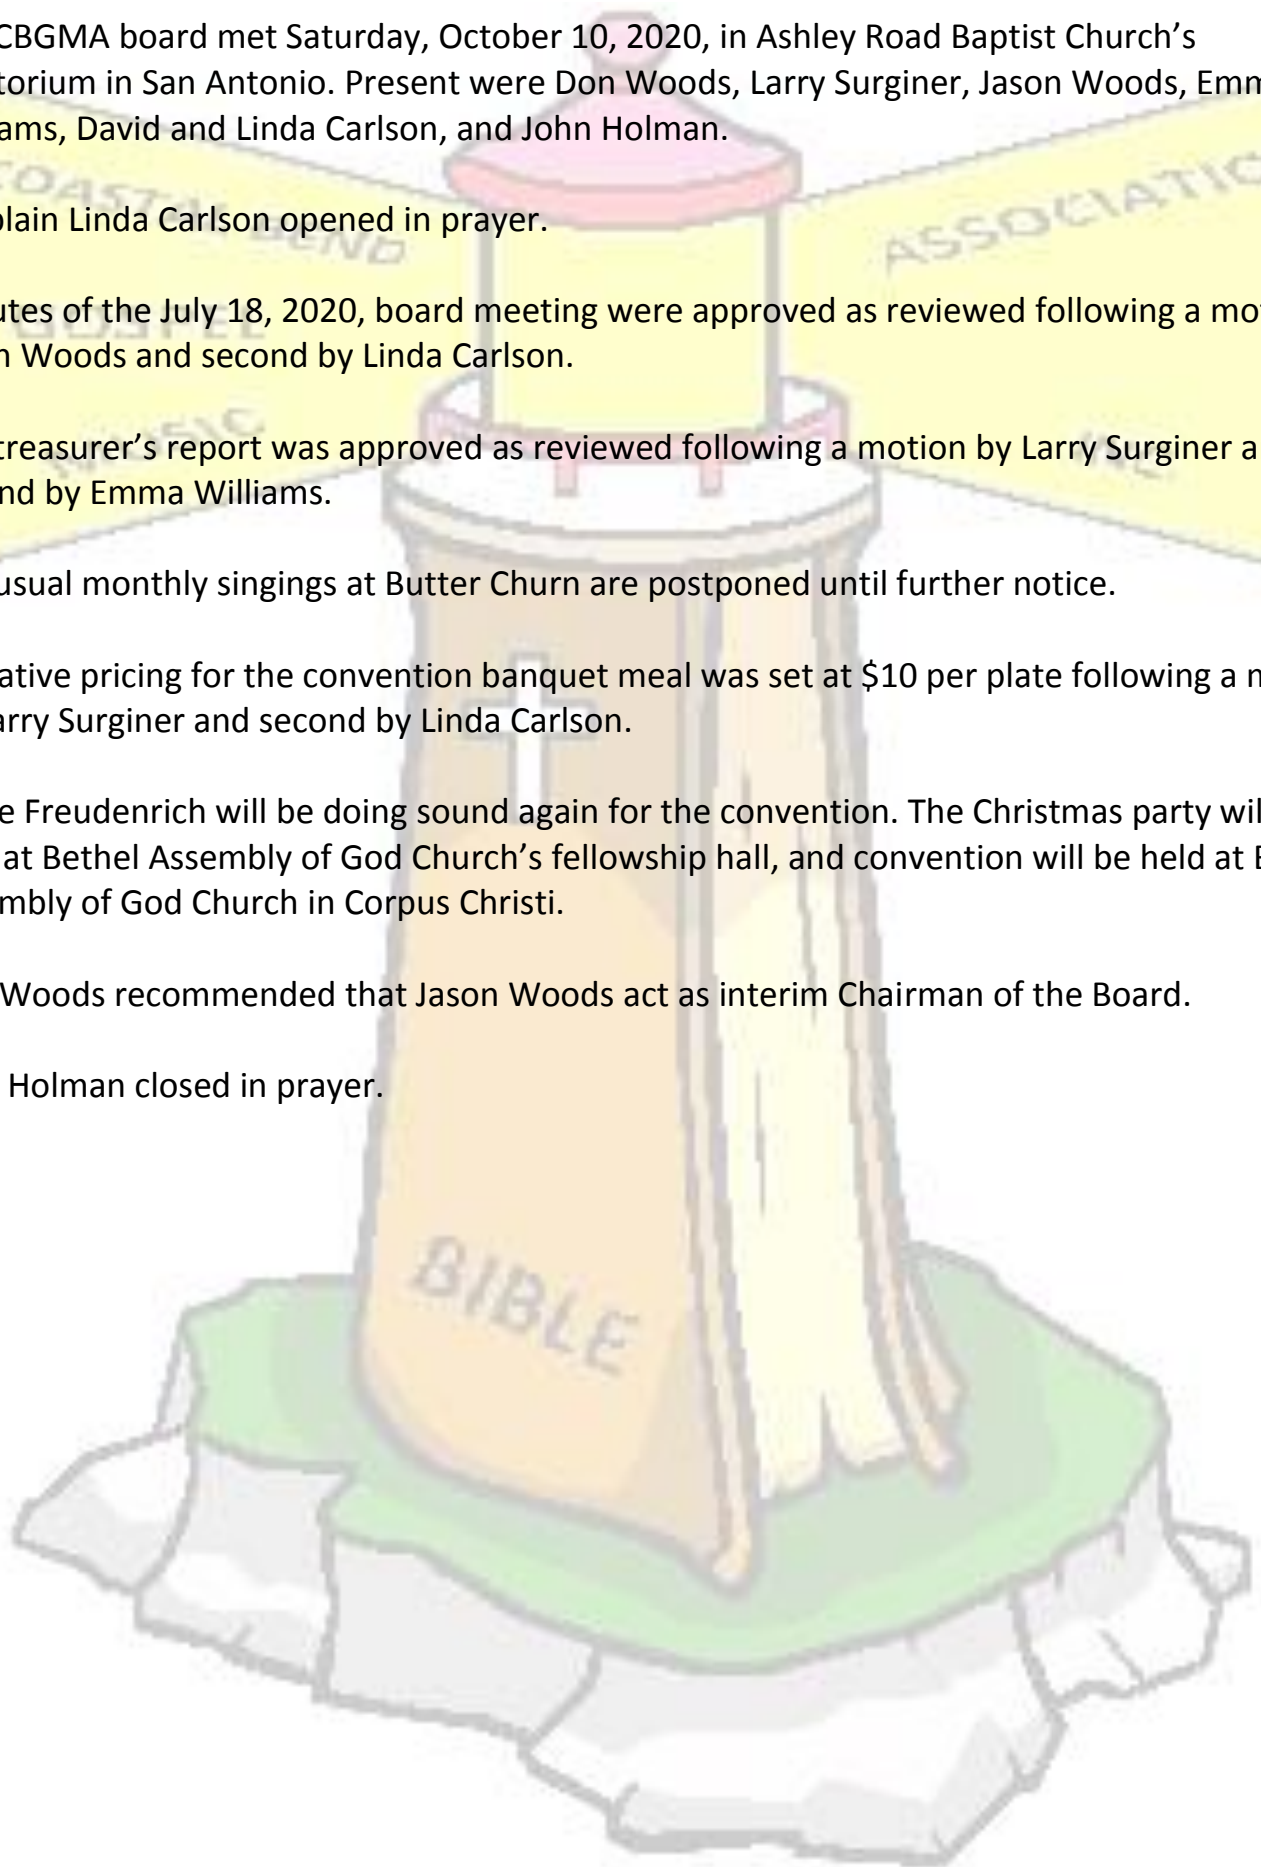 CBGMA board met Saturday, October 10, 2020, in Ashley Road Baptist Church’s
torium in San Antonio. Present were Don Woods, Larry Surginer, Jason Woods, Emm
ams, David and Linda Carlson, and John Holman.
plain Linda Carlson opened in prayer.
utes of the July 18, 2020, board meeting were approved as reviewed following a mo
n Woods and second by Linda Carlson.
treasurer’s report was approved as reviewed following a motion by Larry Surginer a
nd by Emma Williams.
usual monthly singings at Butter Churn are postponed until further notice.
ative pricing for the convention banquet meal was set at $10 per plate following a m
arry Surginer and second by Linda Carlson.
e Freudenrich will be doing sound again for the convention. The Christmas party wil
at Bethel Assembly of God Church’s fellowship hall, and convention will be held at B
mbly of God Church in Corpus Christi.
Woods recommended that Jason Woods act as interim Chairman of the Board.
Holman closed in prayer.
COASTAL BEND
GOSPEL
MUSIC
ASSOCIATIO
INC
BIBLE